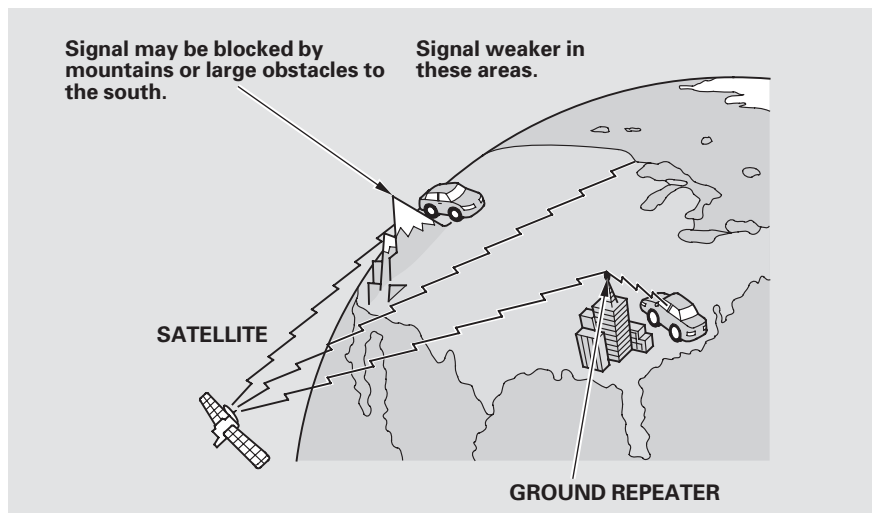 Signal may be blocked by
mountains or large obstacles to
the south.
Signal weaker in
these areas.
SATELLITE
GROUND REPEATER